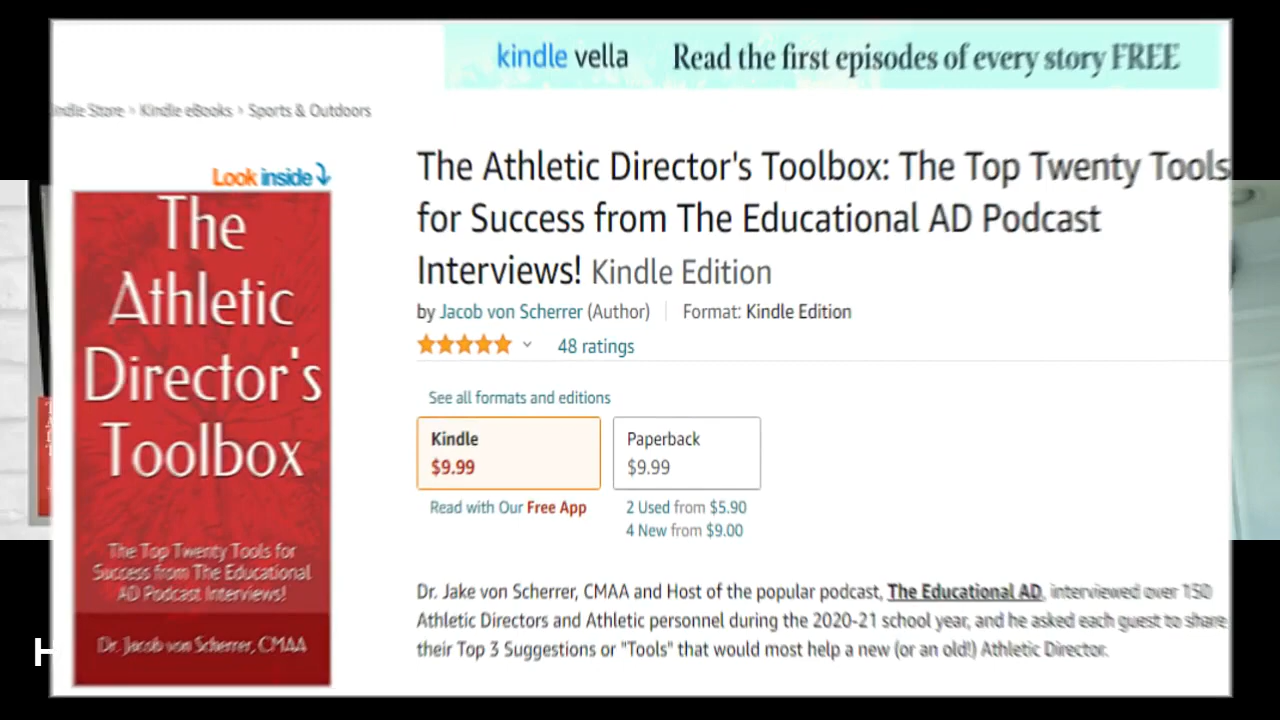 kindle vella Read the first episodes of every story FREE
Kindle eBooks > Sports & Outdoors
Look inside
The
Athletic
Director's
Toolbox
The Top Twenty Tools for
Success from The Educational
AD Podcast Interviews!
Dr. Jacob von Scherrer, CMAA
The Athletic Director's Toolbox: The Top Twenty Tools
for Success from The Educational AD Podcast
Interviews! Kindle Edition
by Jacob von Scherrer (Author) Format: Kindle Edition
48 ratings
See all formats and editions
Kindle
$9.99
Read with Our Free App
Paperback
$9.99
2 Used from $5.90
4 New from $9.00
Dr. Jake von Scherrer, CMAA and Host of the popular podcast, The Educational AD, interviewed over 150
Athletic Directors and Athletic personnel during the 2020-21 school year, and he asked each guest to share
their Top 3 Suggestions or "Tools" that would most help a new (or an old!) Athletic Director.